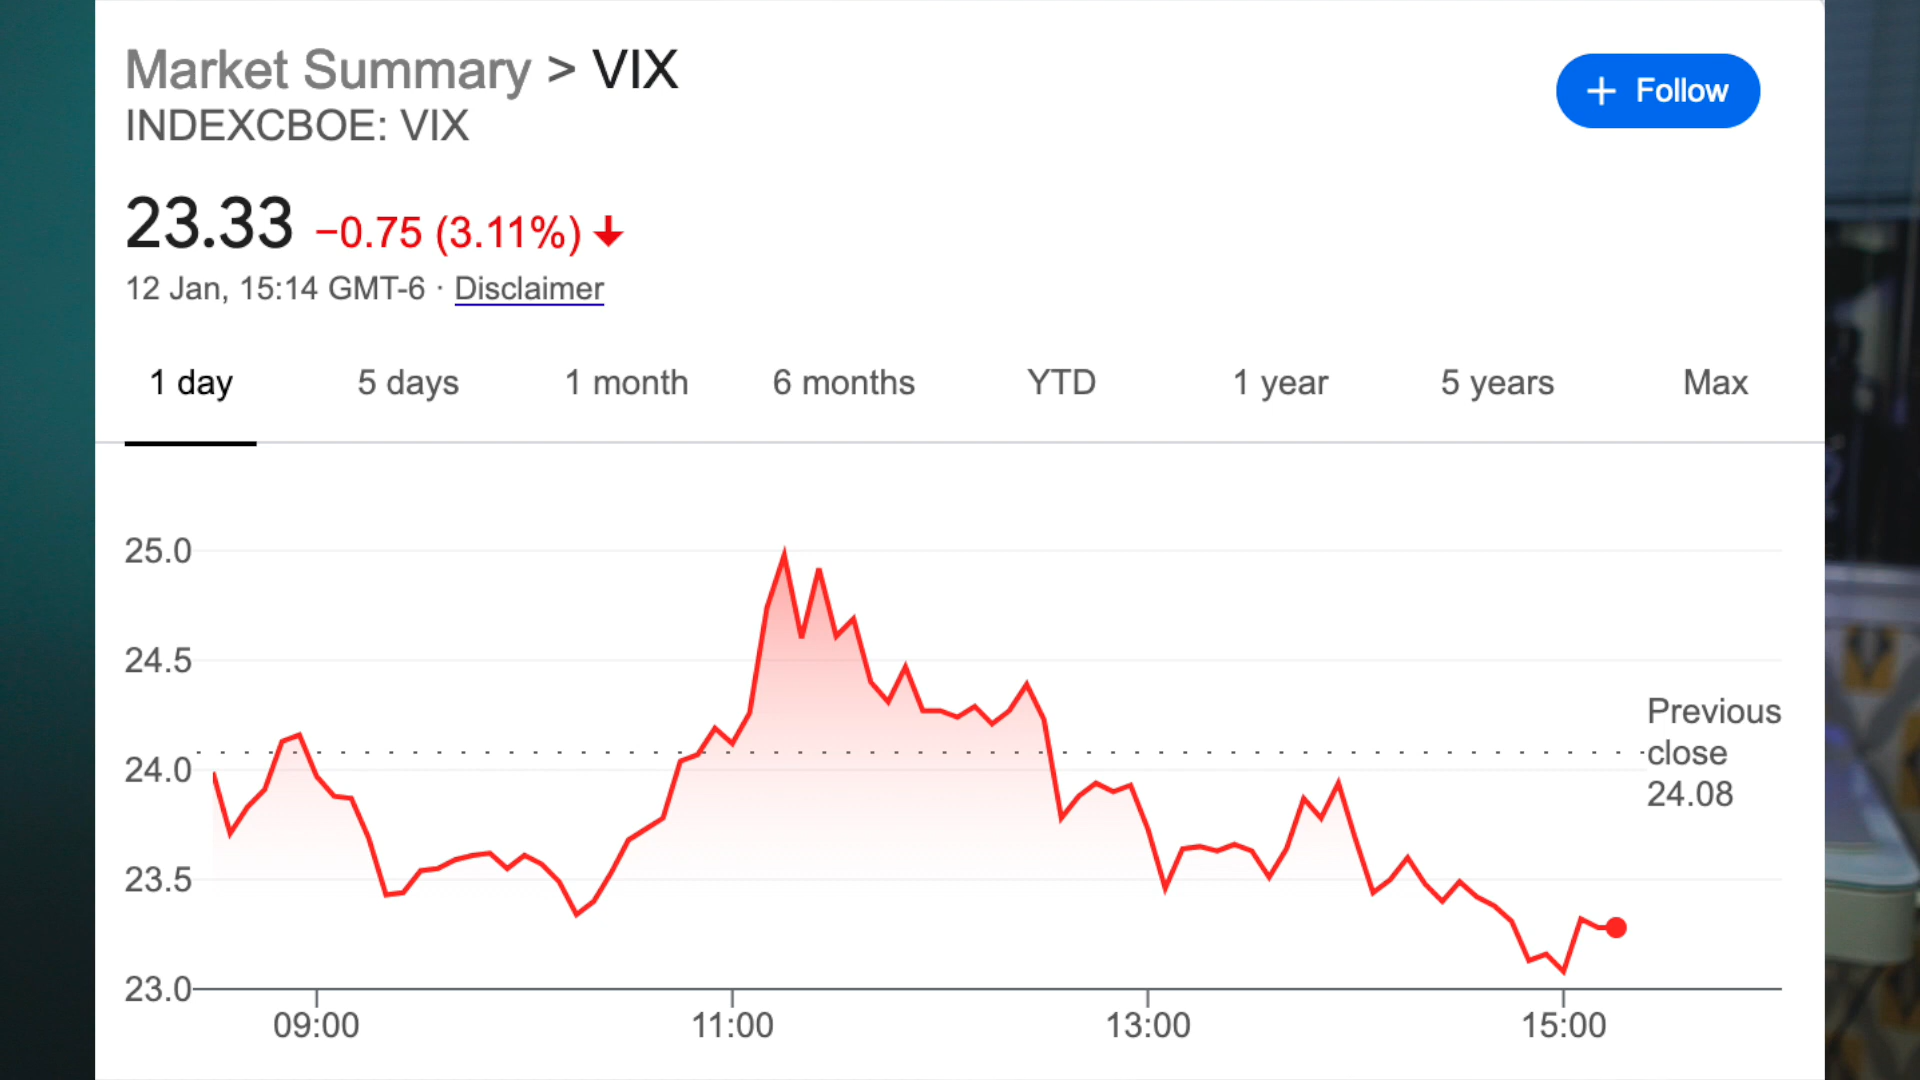 Market Summary > VIX
INDEXCBOE: VIX
+ Follow
23.33 −0.75 (3.11%)
12 Jan, 15:14 GMT-6 · Disclaimer
1 day 5 days 1 month 6 months YTD 1 year 5 years Max
25.0
24.5
24.0
23.5
23.0
Previous
close
24.08
09:00 11:00 13:00 15:00